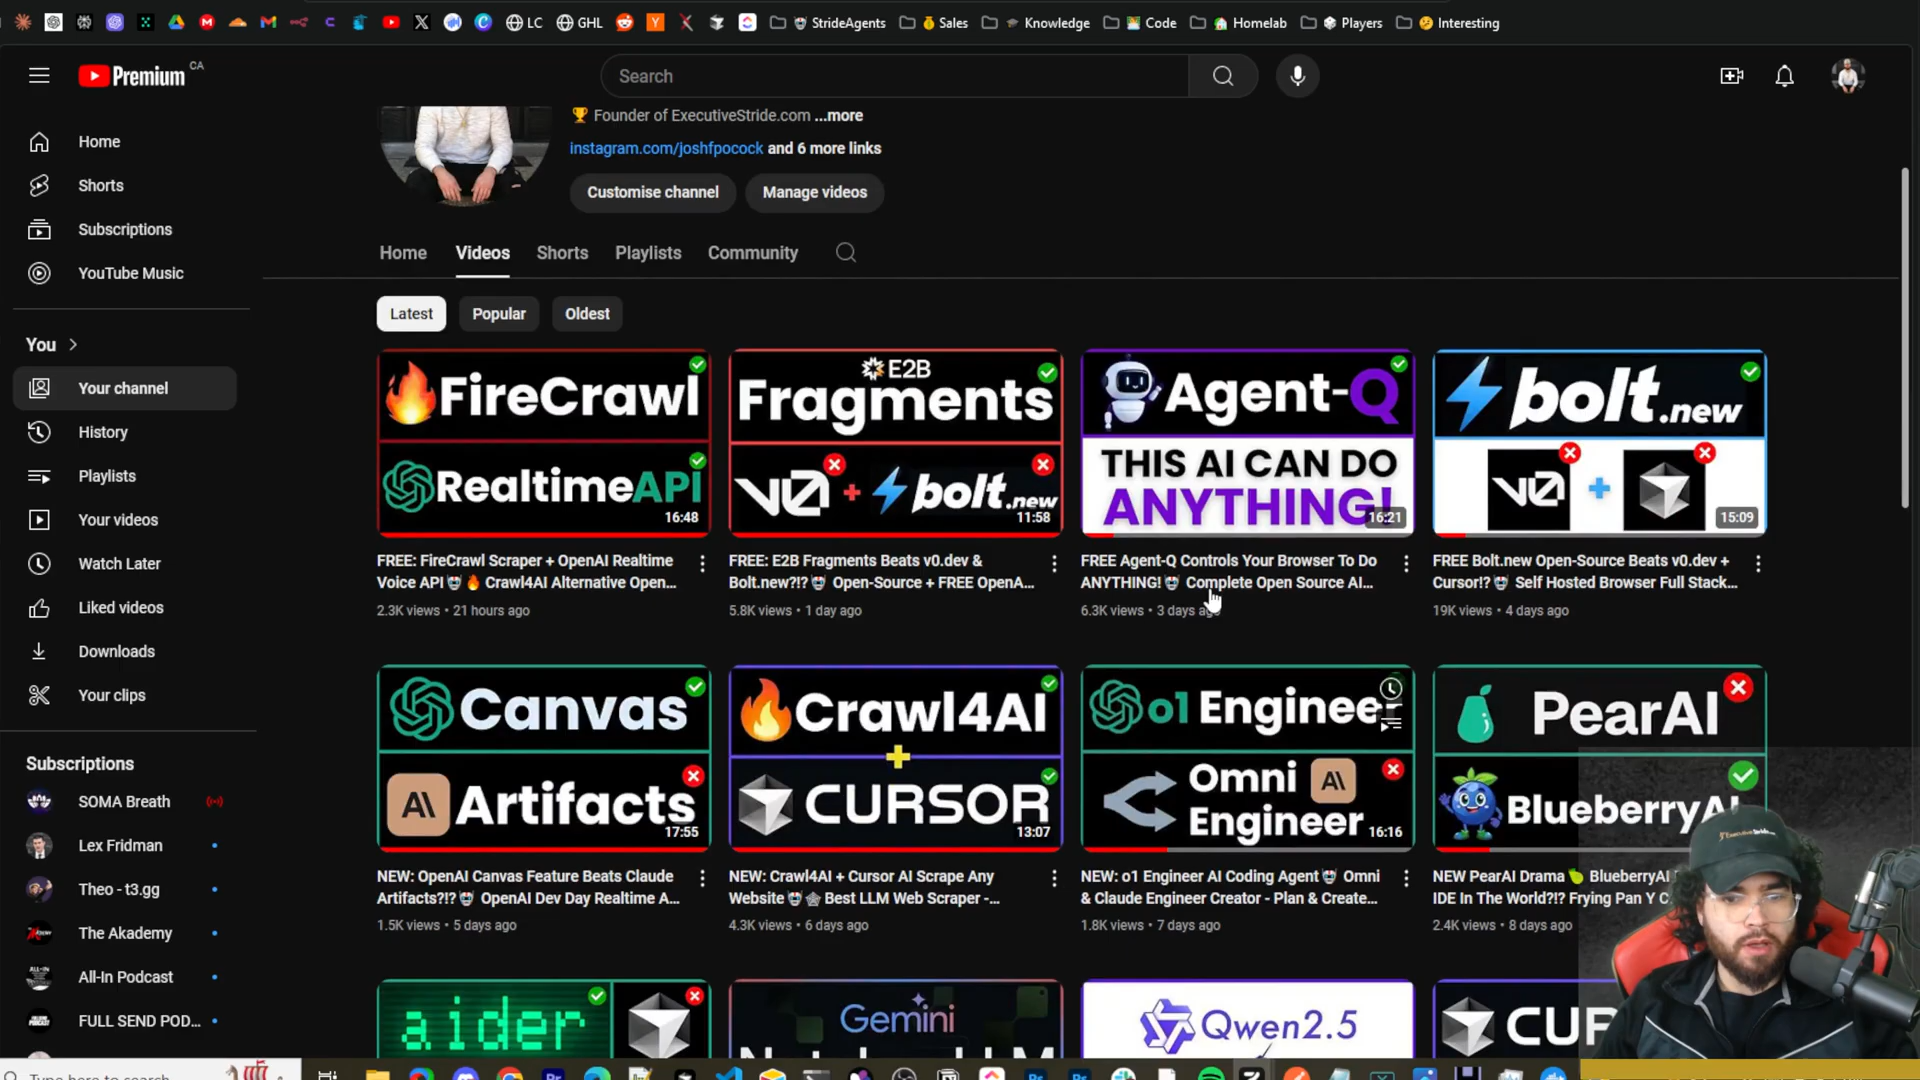 LC
GHL
StrideAgents
Sales
Knowledge
Code
Homelab
Players
Interesting
Premium CA
Search
Founder of ExecutiveStride.com ...more
instagram.com/joshfpocock and 6 more links
Customise channel
Manage videos
Home
Videos
Shorts
Playlists
Community
Latest
Popular
Oldest
Home
Shorts
Subscriptions
YouTube Music
You
Your channel
History
Playlists
Your videos
Watch Later
Liked videos
Downloads
Your clips
Subscriptions
SOMA Breath
Lex Fridman
Theo - t3.gg
The Akademy
All-In Podcast
FULL SEND POD...
FireCrawl
RealtimeAPI
16:48
FREE: FireCrawl Scraper + OpenAI Realtime
Voice API Crawl4AI Alternative Open...
2.3K views • 21 hours ago
E2B
Fragments
v0 + bolt.new
11:58
FREE: E2B Fragments Beats v0.dev &
Bolt.new?!? Open-Source + FREE OpenA...
5.8K views • 1 day ago
Agent-Q
THIS AI CAN DO
ANYTHING!
16:21
FREE Agent-Q Controls Your Browser To Do
ANYTHING! Complete Open Source AI...
6.3K views • 3 days ago
bolt.new
v0 +
15:09
FREE Bolt.new Open-Source Beats v0.dev +
Cursor!? Self Hosted Browser Full Stack...
19K views • 4 days ago
Canvas
AI Artifacts
17:55
NEW: OpenAI Canvas Feature Beats Claude
Artifacts?!? OpenAI Dev Day Realtime A...
1.5K views • 5 days ago
Crawl4AI
+
CURSOR
13:07
NEW: Crawl4AI + Cursor AI Scrape Any
Website Best LLM Web Scraper -...
4.3K views • 6 days ago
o1 Engineer
Omni AI
Engineer
16:16
NEW: o1 Engineer AI Coding Agent Omni
& Claude Engineer Creator - Plan & Create...
1.8K views • 7 days ago
PearAI
BlueberryAI
NEW PearAI Drama BlueberryAI
IDE In The World?!? Frying Pan Y C
2.4K views • 8 days ago
aider
Gemini
Qwen2.5
CUR
Type here to search